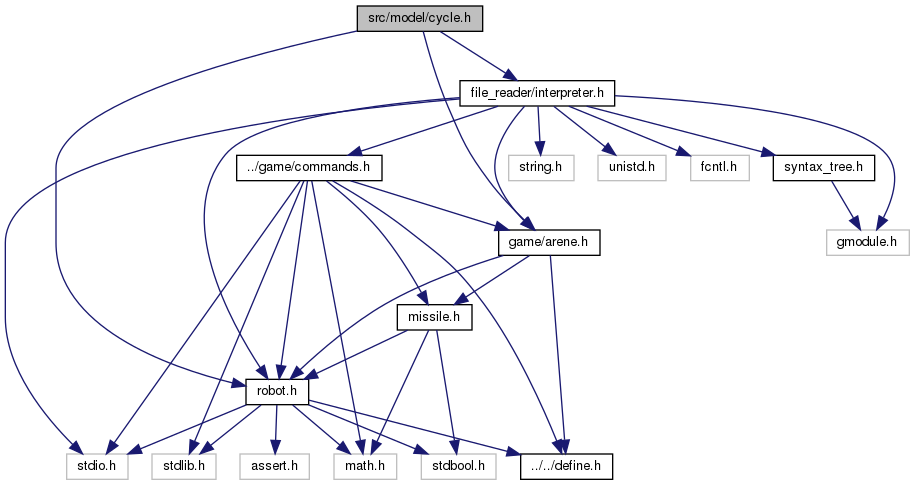 src/model/cycle.h
file_reader/interpreter.h
../game/commands.h
string.h
unistd.h
fcntl.h
syntax_tree.h
game/arene.h
gmodule.h
missile.h
robot.h
stdio.h
stdlib.h
assert.h
math.h
stdbool.h
../../define.h